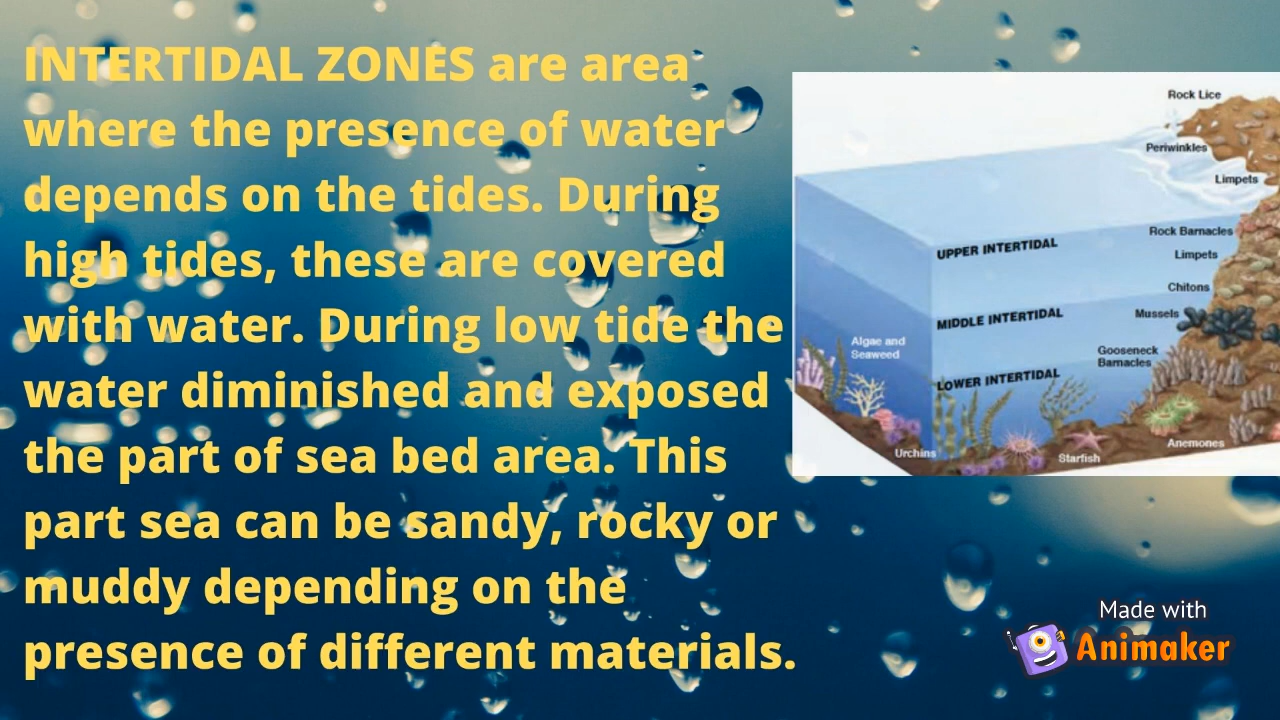 INTERTIDAL ZONES are area
where the presence of water
depends on the tides. During
high tides, these are covered
with water. During low tide the
water diminished and exposed
the part of sea bed area. This
part sea can be sandy, rocky or
muddy depending on the
presence of different materials.
Rock Lice
Periwinkles
Limpets
Rock Barnacles
UPPER INTERTIDAL
Limpets
Chitons
Mussels
MIDDLE INTERTIDAL
Algae and
Seaweed
Gooseneck
Barnacles
LOWER INTERTIDAL
Anemones
Urchins
Starfish
Made with
Animaker